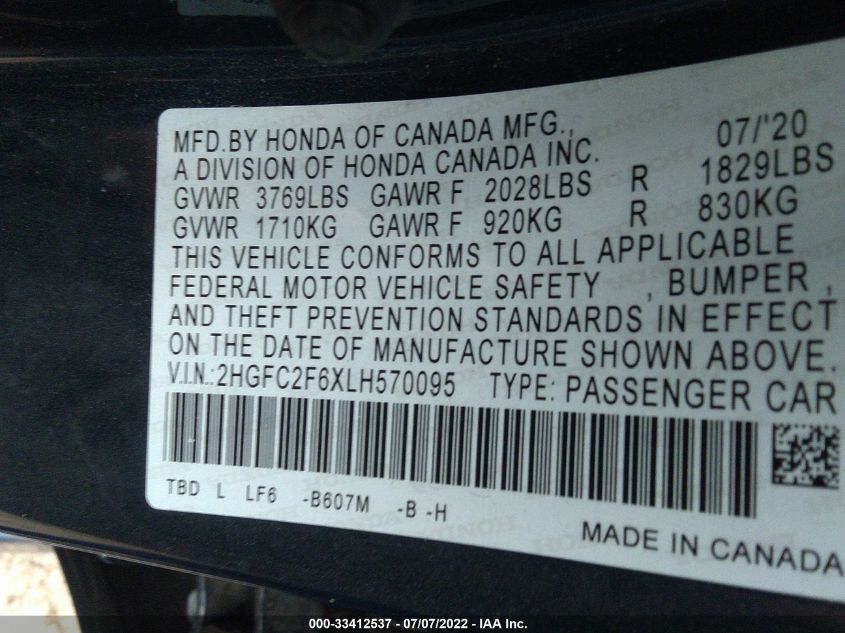 MFD.BY HONDA OF CANADA MFG., 07/'20
A DIVISION OF HONDA CANADA INC.
GVWR 3769LBS GAWR F 2028LBS R 1829LBS
GVWR 1710KG GAWR F 920KG R 830KG
THIS VEHICLE CONFORMS TO ALL APPLICABLE
FEDERAL MOTOR VEHICLE SAFETY , BUMPER ,
AND THEFT PREVENTION STANDARDS IN EFFECT
ON THE DATE OF MANUFACTURE SHOWN ABOVE.
V.I.N.:2HGFC2F6XLH570095 TYPE: PASSENGER CAR
TBD L LF6 -B607M -B -H
MADE IN CANADA
000-33412537 - 07/07/2022 - IAA Inc.